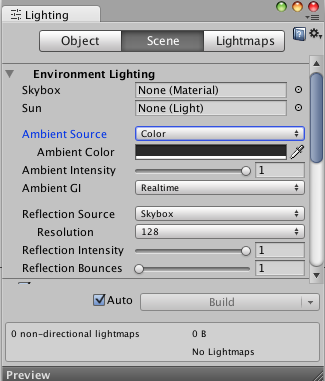 Lighting
Object Scene Lightmaps
Environment Lighting
Skybox None (Material)
Sun None (Light)
Ambient Source Color
Ambient Color
Ambient Intensity 1
Ambient GI Realtime
Reflection Source Skybox
Resolution 128
Reflection Intensity 1
Reflection Bounces 1
Auto Build
0 non-directional lightmaps 0 B
No Lightmaps
Preview